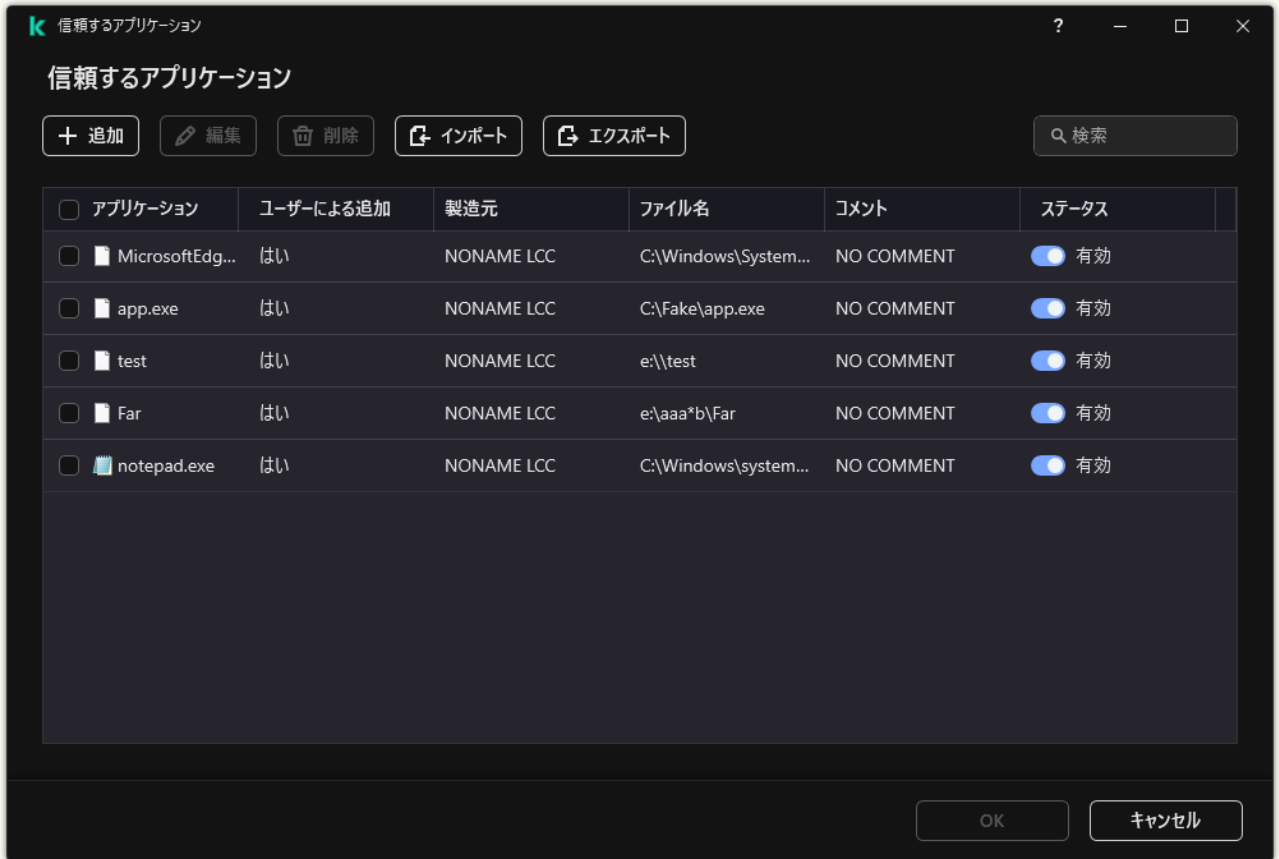 信頼するアプリケーション
?
信頼するアプリケーション
追加 編集 削除 インポート エクスポート 検索
アプリケーション ユーザーによる追加 製造元 ファイル名 コメント ステータス
MicrosoftEdg... はい NONAME LCC C:\Windows\System... NO COMMENT 有効
app.exe はい NONAME LCC C:\Fake\app.exe NO COMMENT 有効
test はい NONAME LCC e:\\test NO COMMENT 有効
Far はい NONAME LCC e:\aaa*b\Far NO COMMENT 有効
notepad.exe はい NONAME LCC C:\Windows\system... NO COMMENT 有効
OK キャンセル